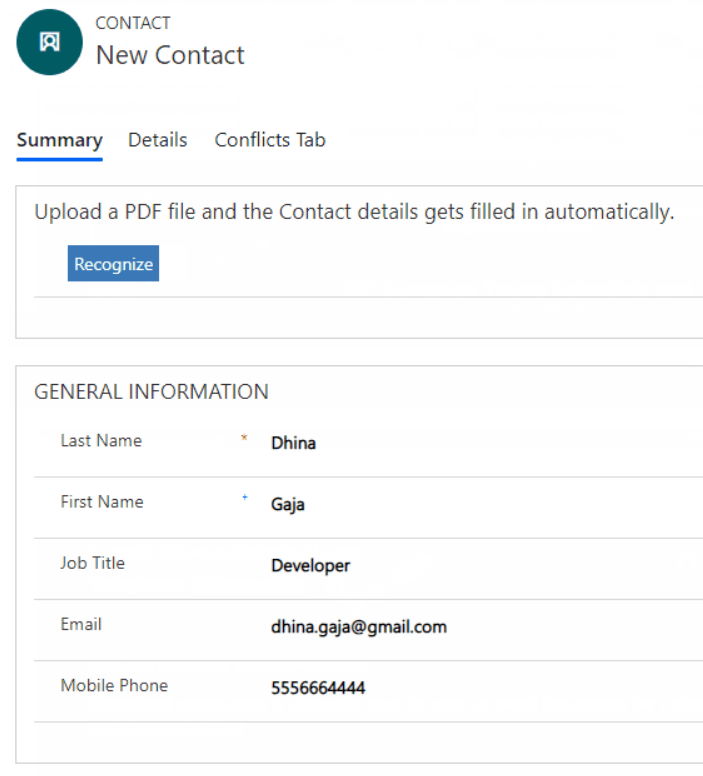 CONTACT
New Contact
Summary Details Conflicts Tab
Upload a PDF file and the Contact details gets filled in automatically.
Recognize
GENERAL INFORMATION
Last Name * Dhina
First Name + Gaja
Job Title Developer
Email dhina.gaja@gmail.com
Mobile Phone 5556664444